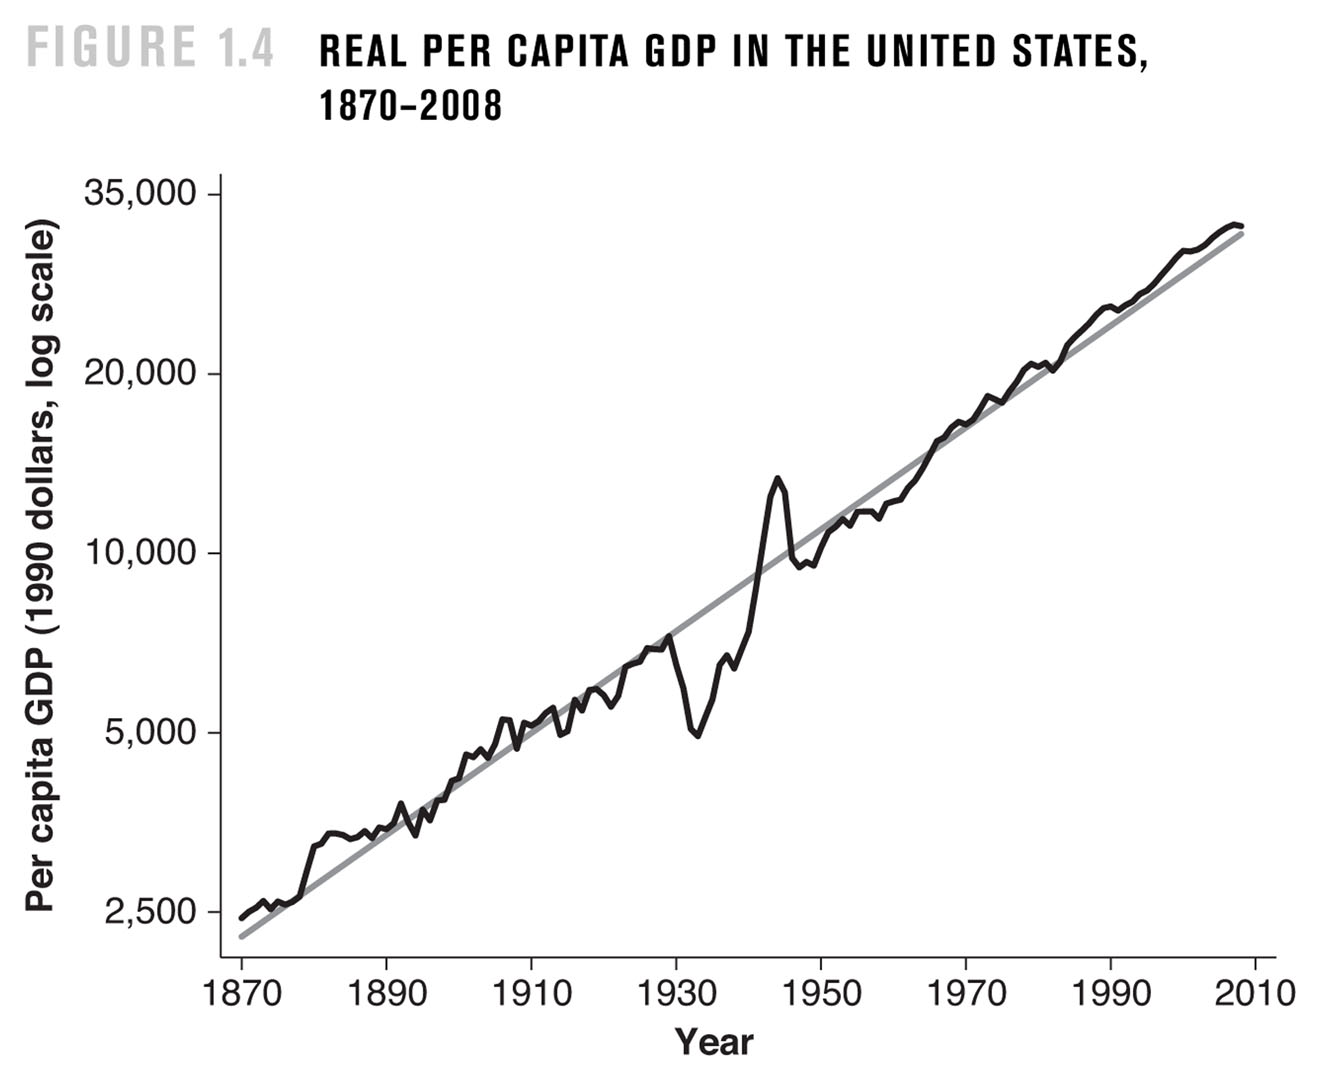 FIGURE 1.4 REAL PER CAPITA GDP IN THE UNITED STATES,
1870–2008
Per capita GDP (1990 dollars, log scale)
35,000
20,000
10,000
5,000
2,500
1870 1890 1910 1930 1950 1970 1990 2010
Year